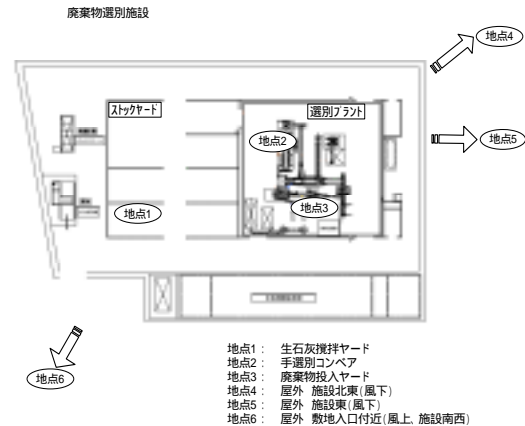 廃棄物選別施設
地点4
ストックヤード
選別プラント
地点2
地点5
地点1
地点3
地点6
地点1： 生石灰撹拌ヤード
地点2： 手選別コンベア
地点3： 廃棄物投入ヤード
地点4： 屋外 施設北東(風下)
地点5： 屋外 施設東(風下)
地点6： 屋外 敷地入口付近(風上、施設南西)